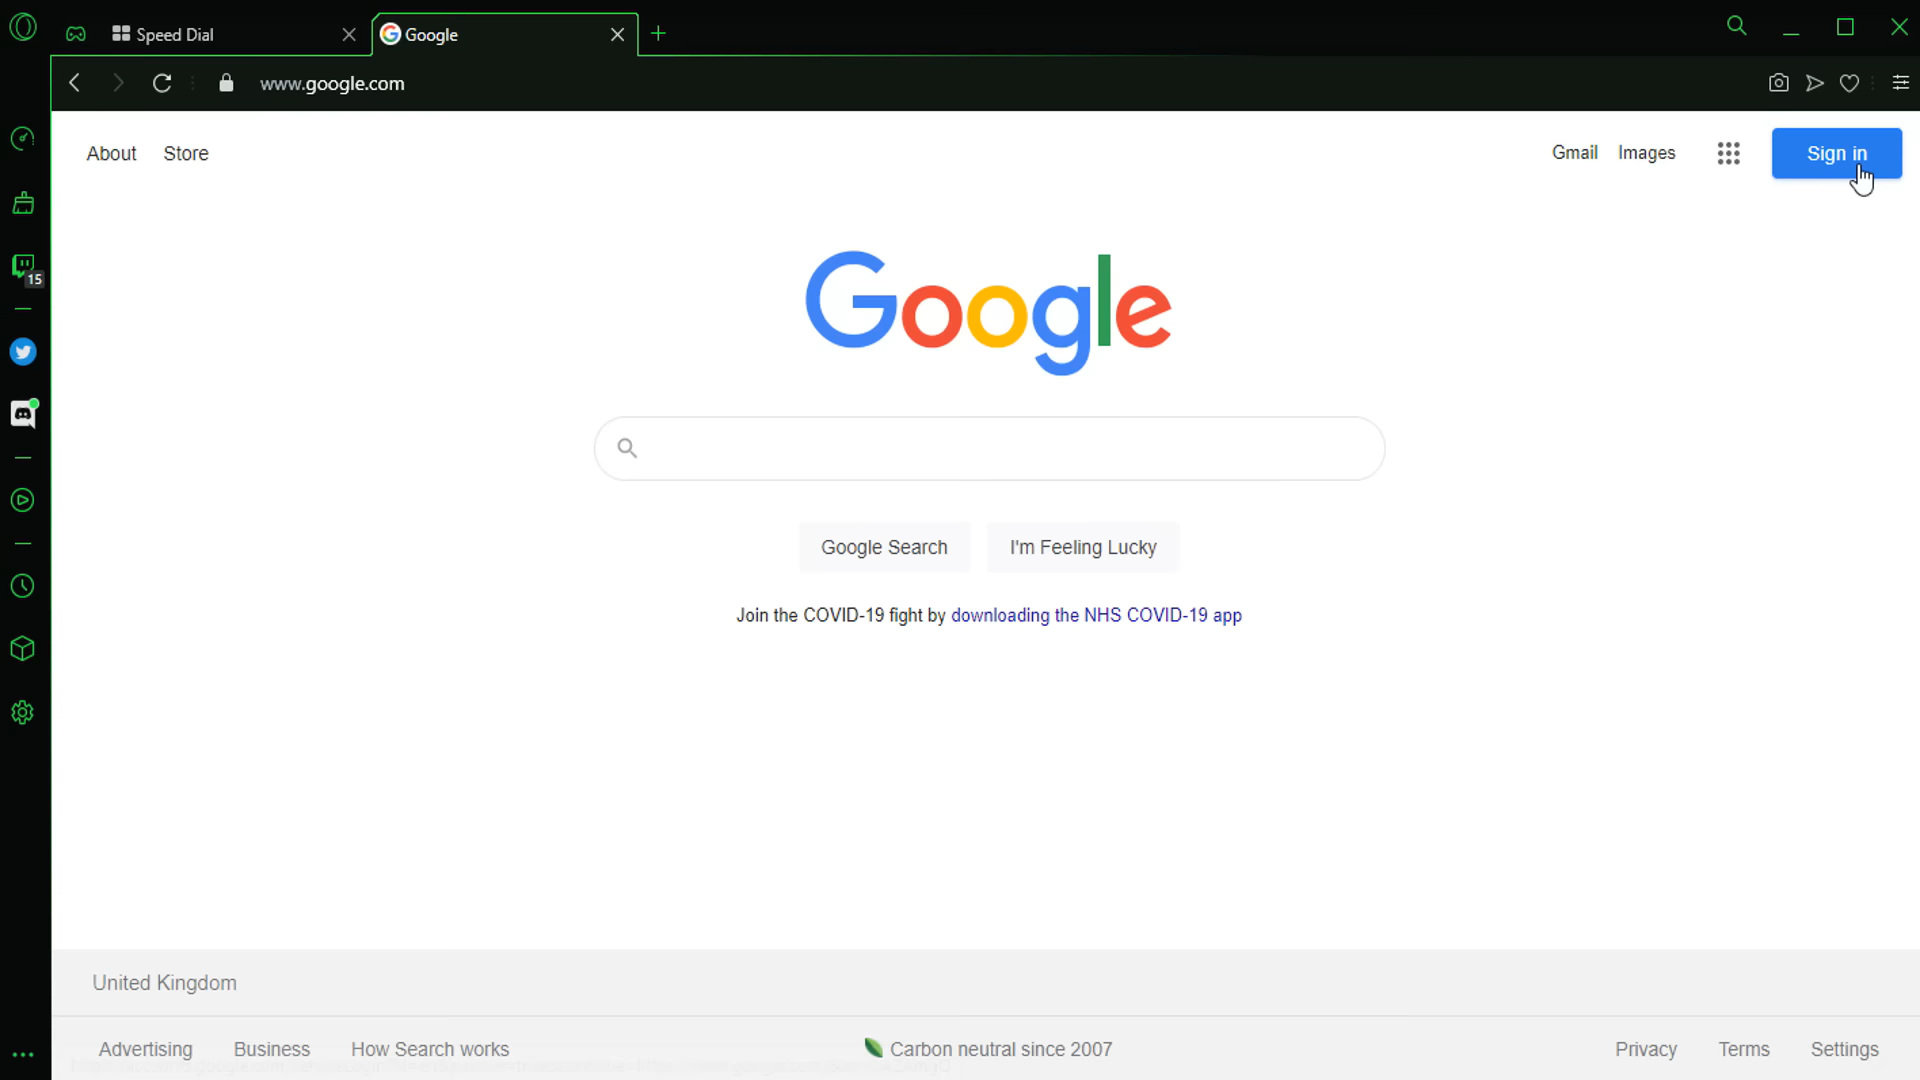 Speed Dial
Google
www.google.com
15
About Store
Gmail Images
Sign in
Google
Google Search
I'm Feeling Lucky
Join the COVID-19 fight by downloading the NHS COVID-19 app
United Kingdom
Advertising Business How Search works
Carbon neutral since 2007
Privacy Terms Settings